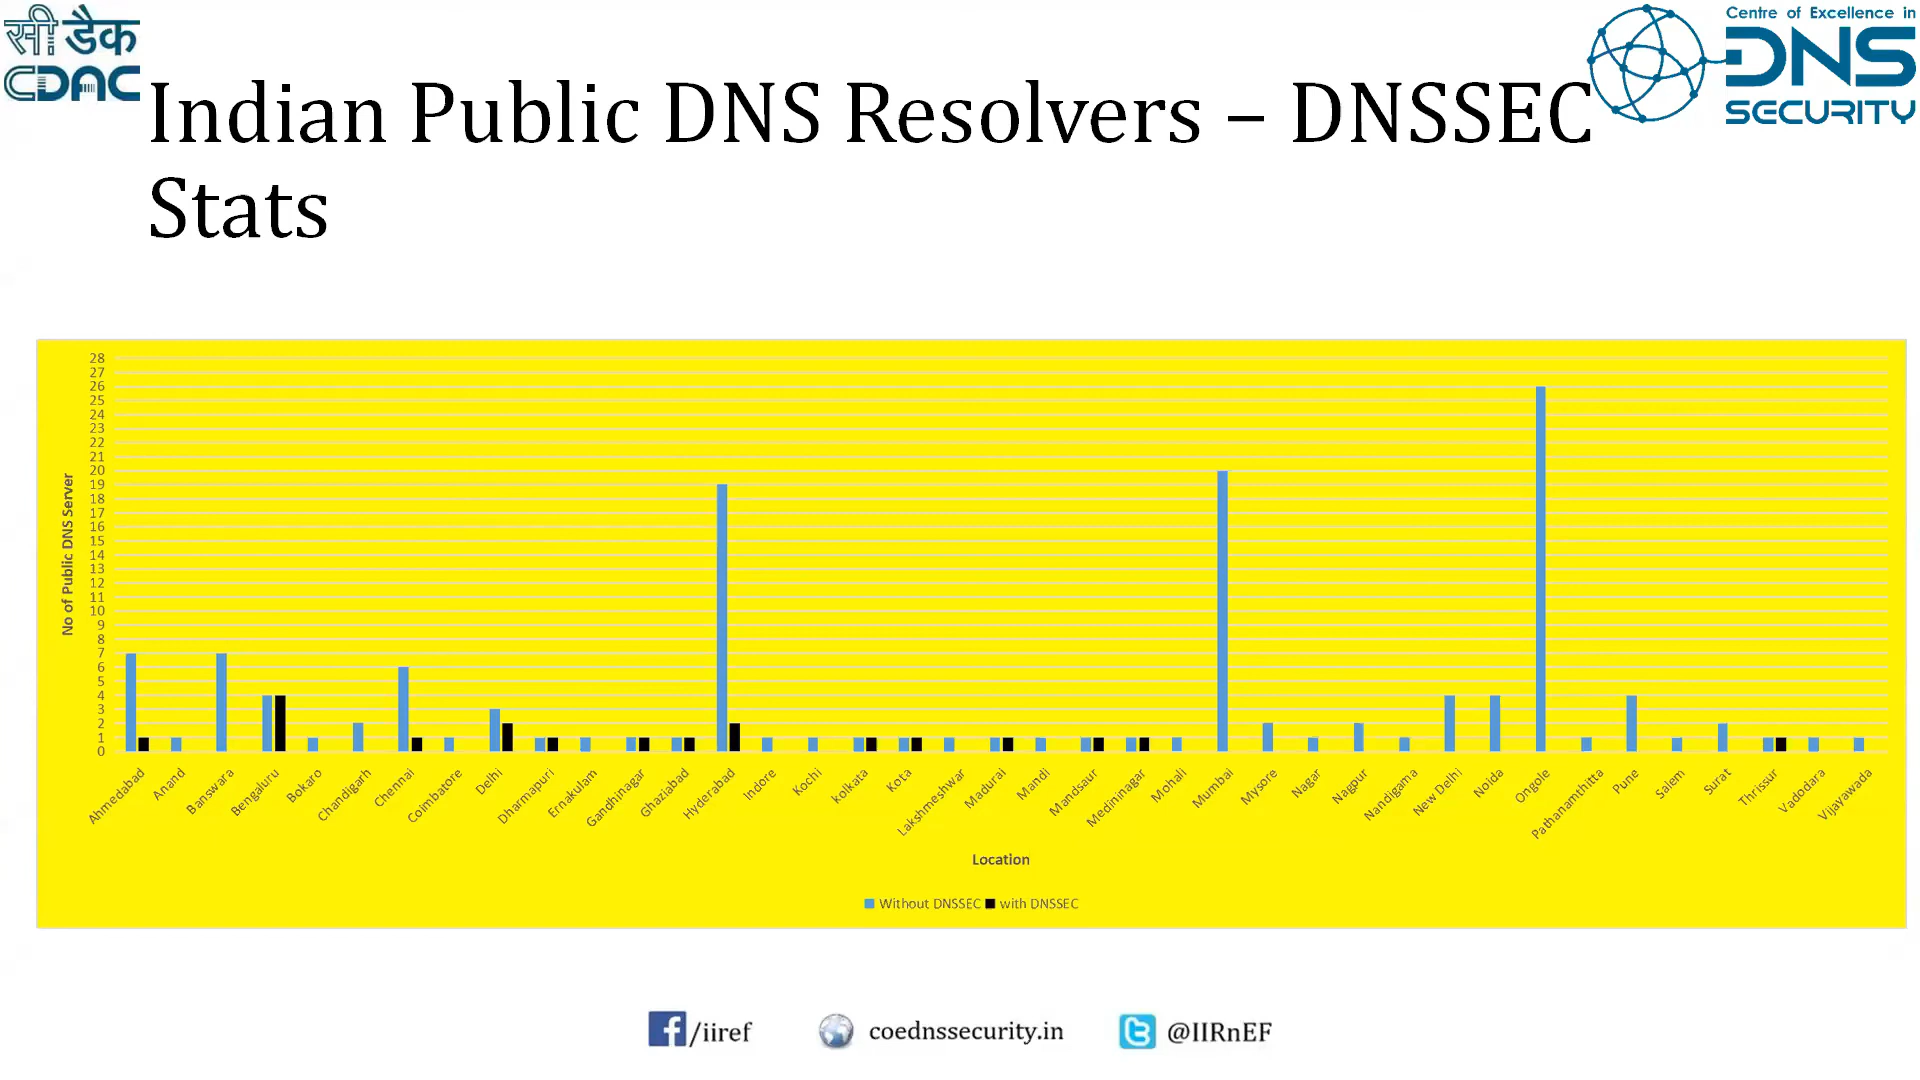 सी डैक
CDAC
Centre of Excellence in
DNS
SECURITY
Indian Public DNS Resolvers – DNSSEC
Stats
No of Public DNS Server
28
27
26
25
24
23
22
21
20
19
18
17
16
15
14
13
12
11
10
9
8
7
6
5
4
3
2
1
0
Ahmedabad
Anand
Banswara
Bengaluru
Bokaro
Chandigarh
Chennai
Coimbatore
Delhi
Dharmapuri
Ernakulam
Gandhinagar
Ghaziabad
Hyderabad
Indore
Kochi
kolkata
Kota
Lakshmeshwar
Madurai
Mandi
Mandsaur
Medininagar
Mohali
Mumbai
Mysore
Nagar
Nagpur
Nandigama
New Delhi
Noida
Ongole
Pathanamthitta
Pune
Salem
Surat
Thrissur
Vadodara
Vijayawada
Location
Without DNSSEC with DNSSEC
/iiref coednssecurity.in @IIRnEF